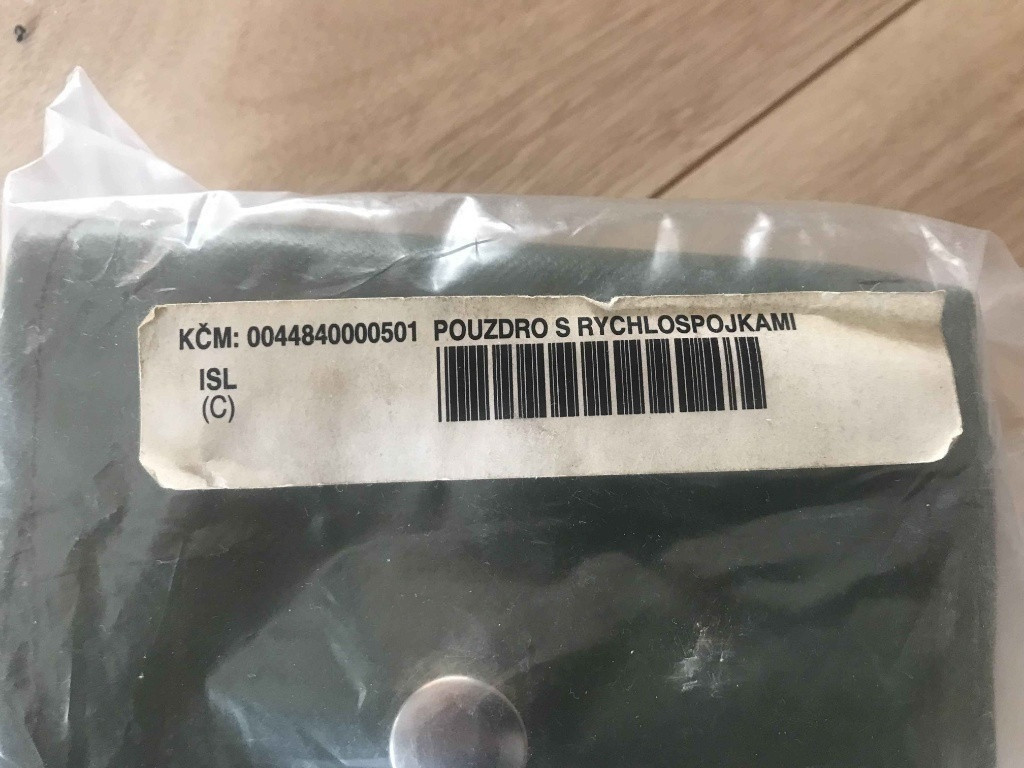 KČM: 0044840000501 POUZDRO S RYCHLOSPOJKAMI
ISL
(C)